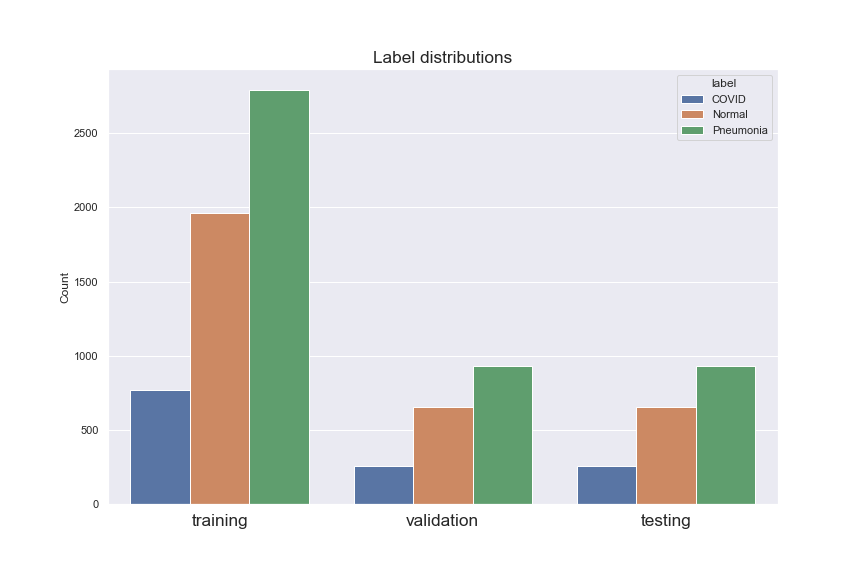 Label distributions
label
COVID
Normal
Pneumonia
Count
2500
2000
1500
1000
500
0
training validation testing